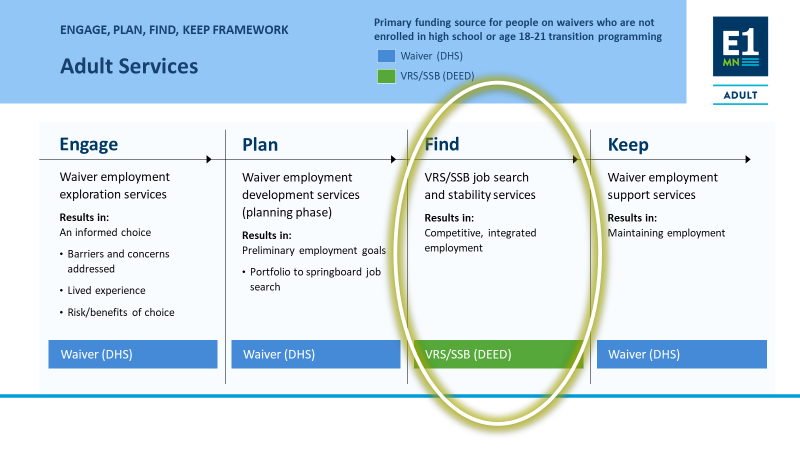 ENGAGE, PLAN, FIND, KEEP FRAMEWORK
Adult Services
Primary funding source for people on waivers who are not
enrolled in high school or age 18-21 transition programming
Waiver (DHS)
VRS/SSB (DEED)
E1
MN
ADULT
Engage
Waiver employment
exploration services
Results in:
An informed choice
• Barriers and concerns
addressed
• Lived experience
• Risk/benefits of choice
Waiver (DHS)
Plan
Waiver employment
development services
(planning phase)
Results in:
Preliminary employment goals
• Portfolio to springboard job
search
Waiver (DHS)
Find
VRS/SSB job search
and stability services
Results in:
Competitive, integrated
employment
VRS/SSB (DEED)
Keep
Waiver employment
support services
Results in:
Maintaining employment
Waiver (DHS)